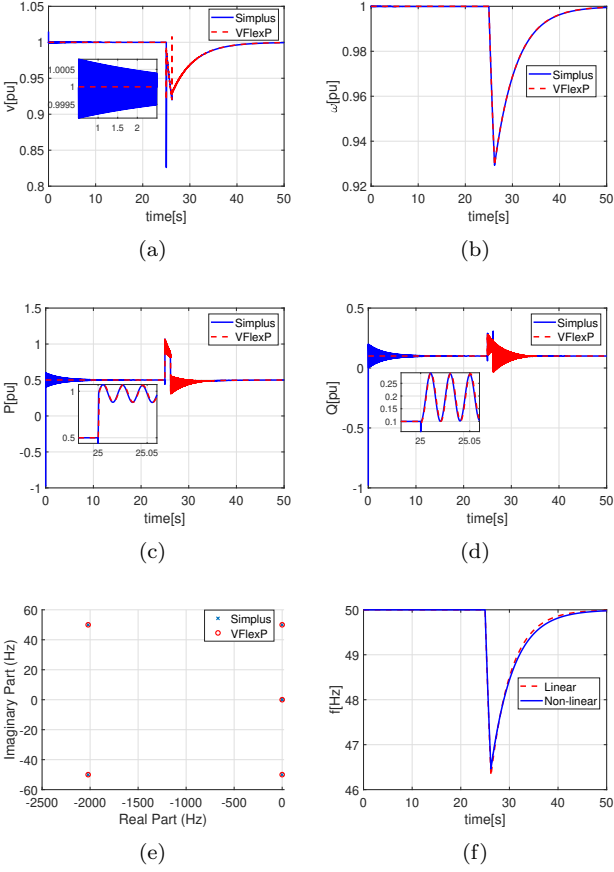 1.05
1
0.95
0.9
0.85
0.8
v[pu]
Simplus
VFlexP
1.0005
1
0.9995
1 1.5 2
0 10 20 30 40 50
time[s]
(a)
1
0.98
0.96
0.94
0.92
ω[pu]
Simplus
VFlexP
0 10 20 30 40 50
time[s]
(b)
1.5
1
0.5
0
-0.5
-1
P[pu]
Simplus
VFlexP
1
0.5
25 25.05
0 10 20 30 40 50
time[s]
(c)
0.5
0
-0.5
-1
Q[pu]
Simplus
VFlexP
0.25
0.2
0.15
0.1
25 25.05
0 10 20 30 40 50
time[s]
(d)
60
40
20
0
-20
-40
-60
Imaginary Part (Hz)
Simplus
VFlexP
-2500 -2000 -1500 -1000 -500 0
Real Part (Hz)
(e)
50
49
48
47
46
f[Hz]
Linear
Non-linear
0 10 20 30 40 50
time[s]
(f)